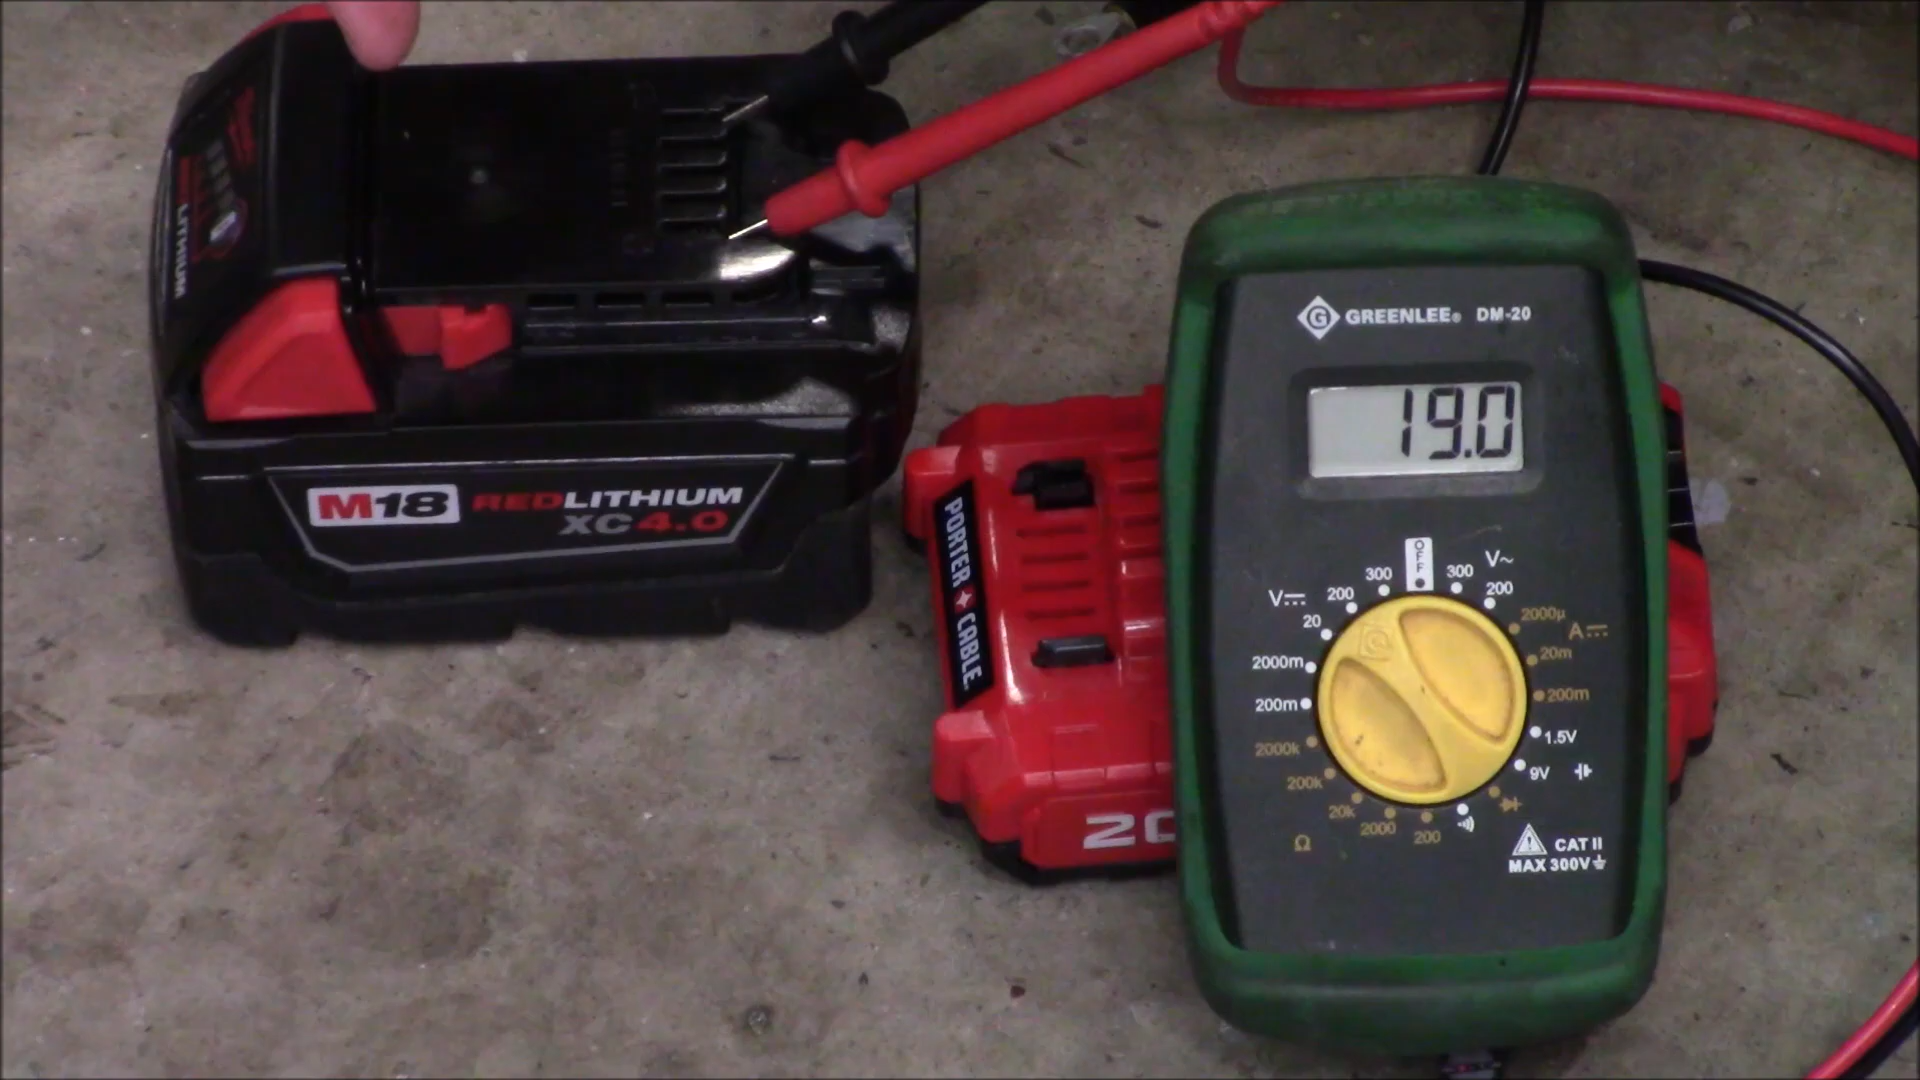 LITHIUM
M18 REDLITHIUM
XC4.0
PORTER CABLE
20
G GREENLEE® DM-20
19.0
OFF
V⎓ 200 300
300 V~ 200
20
2000m
200m
2000k
200k
20k
2000
200
Ω
2000µ
A⎓
20m
200m
1.5V
9V
CAT II
MAX 300V